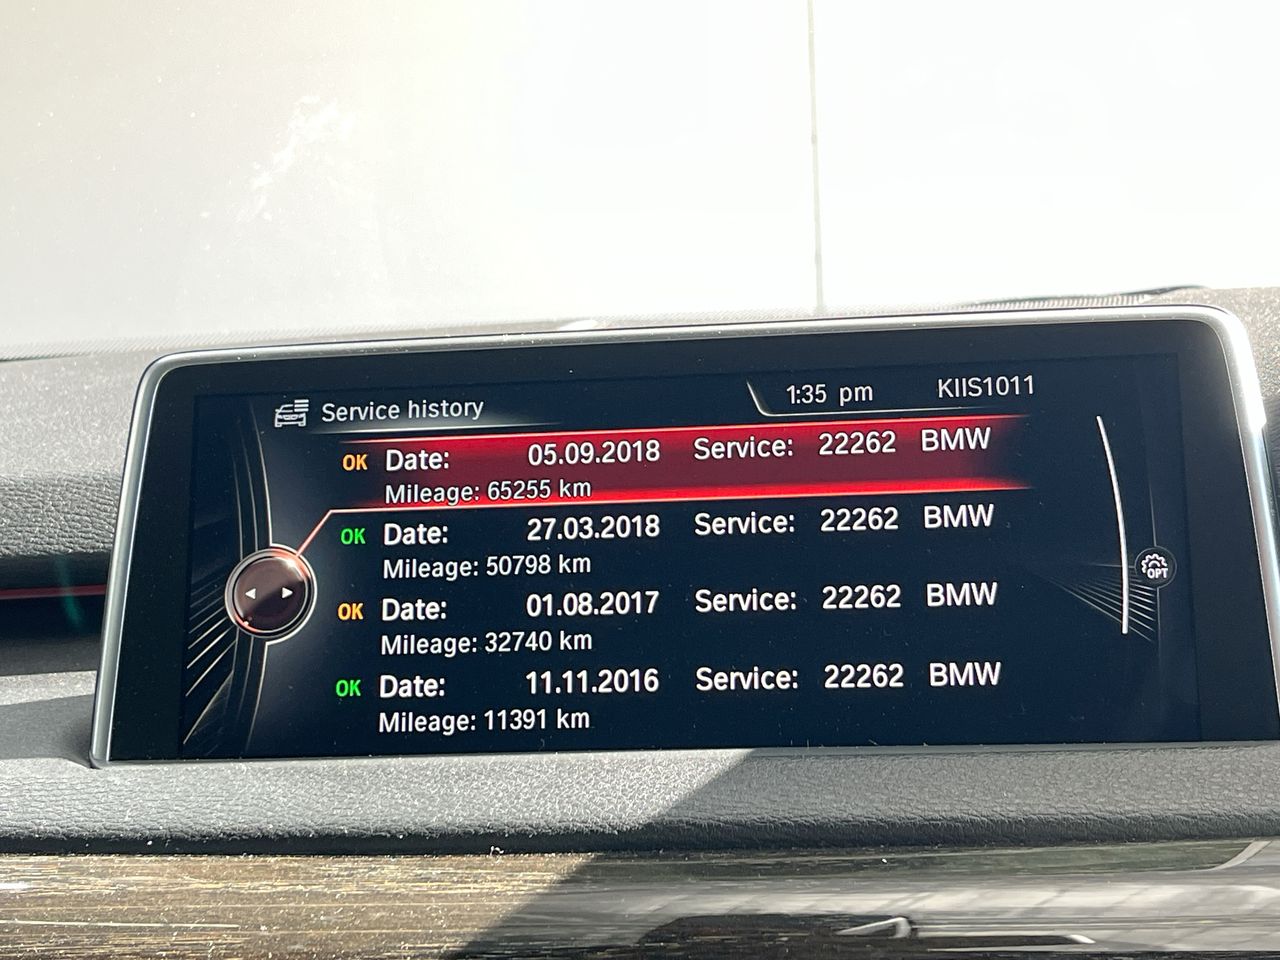 Service history 1:35 pm KIIS1011
OK Date: 05.09.2018 Service: 22262 BMW
Mileage: 65255 km
OK Date: 27.03.2018 Service: 22262 BMW
Mileage: 50798 km
OK Date: 01.08.2017 Service: 22262 BMW
Mileage: 32740 km
OK Date: 11.11.2016 Service: 22262 BMW
Mileage: 11391 km
OPT